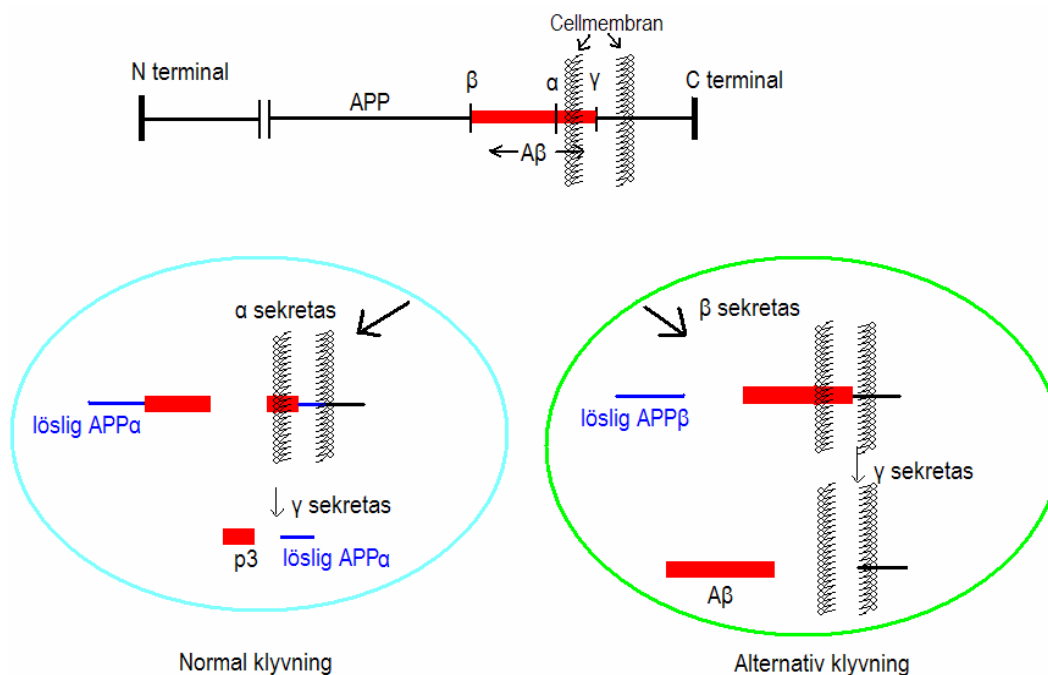 Cellmembran
N terminal
β
α
γ
C terminal
APP
Aβ
α sekretas
β sekretas
löslig APPα
löslig APPβ
γ sekretas
γ sekretas
p3
löslig APPα
Aβ
Normal klyvning
Alternativ klyvning